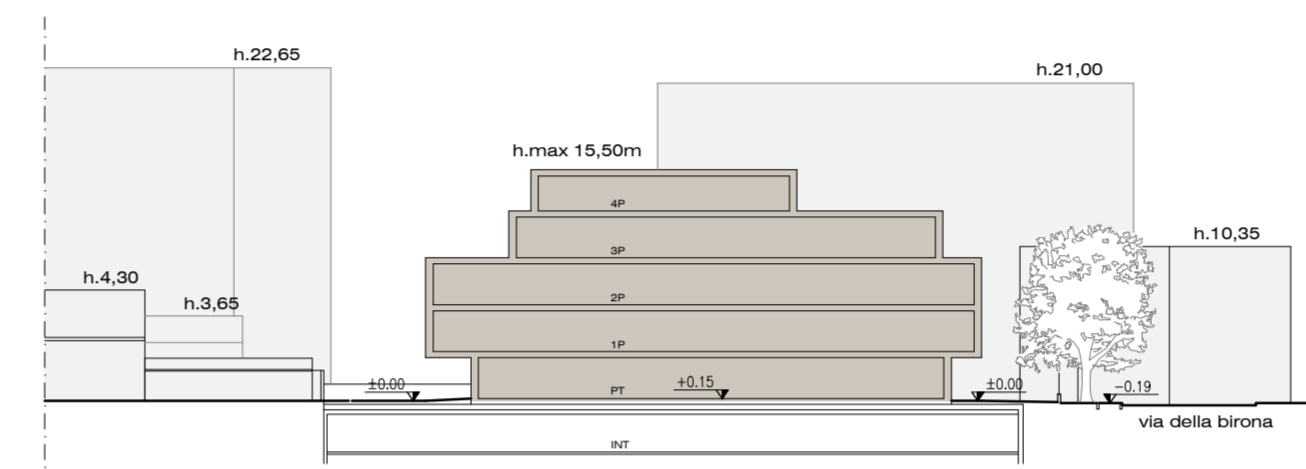 h.22,65
h.21,00
h.max 15,50m
4P
h.10,35
3P
h.4,30
2P
h.3,65
1P
±0.00
+0.15
±0.00
−0.19
PT
via della birona
INT